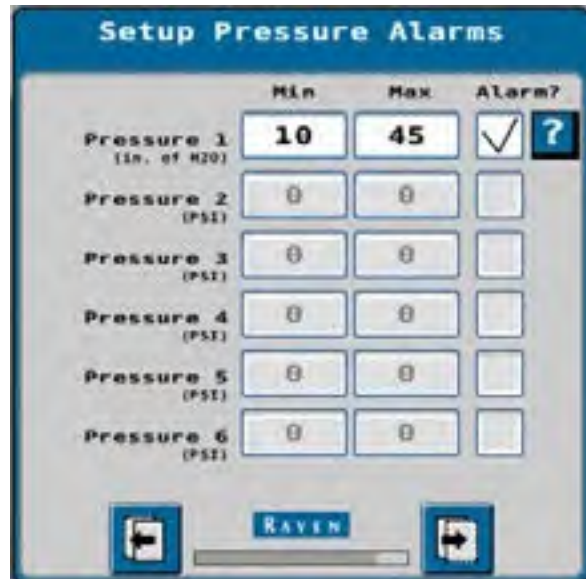 Setup Pressure Alarms
Min Max Alarm?
Pressure 1 10 45 ?
(in. of H2O)
Pressure 2 0 0
(PSI)
Pressure 3 0 0
(PSI)
Pressure 4 0 0
(PSI)
Pressure 5 0 0
(PSI)
Pressure 6 0 0
(PSI)
RAVEN